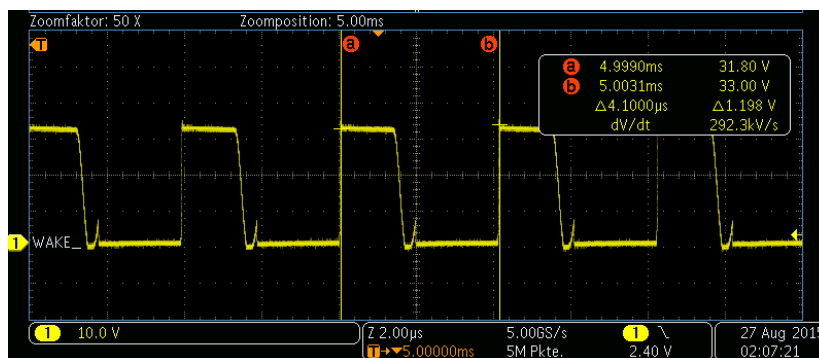 Zoomfaktor: 50 X Zoomposition: 5.00ms
T a b
a 4.9990ms 31.80 V
b 5.0031ms 33.00 V
△4.1000µs △1.198 V
dV/dt 292.3kV/s
1 WAKE_
1 10.0 V Z 2.00µs 5.00GS/s 1 27 Aug 2015
T→▼5.00000ms 5M Pkte. 2.40 V 02:07:21